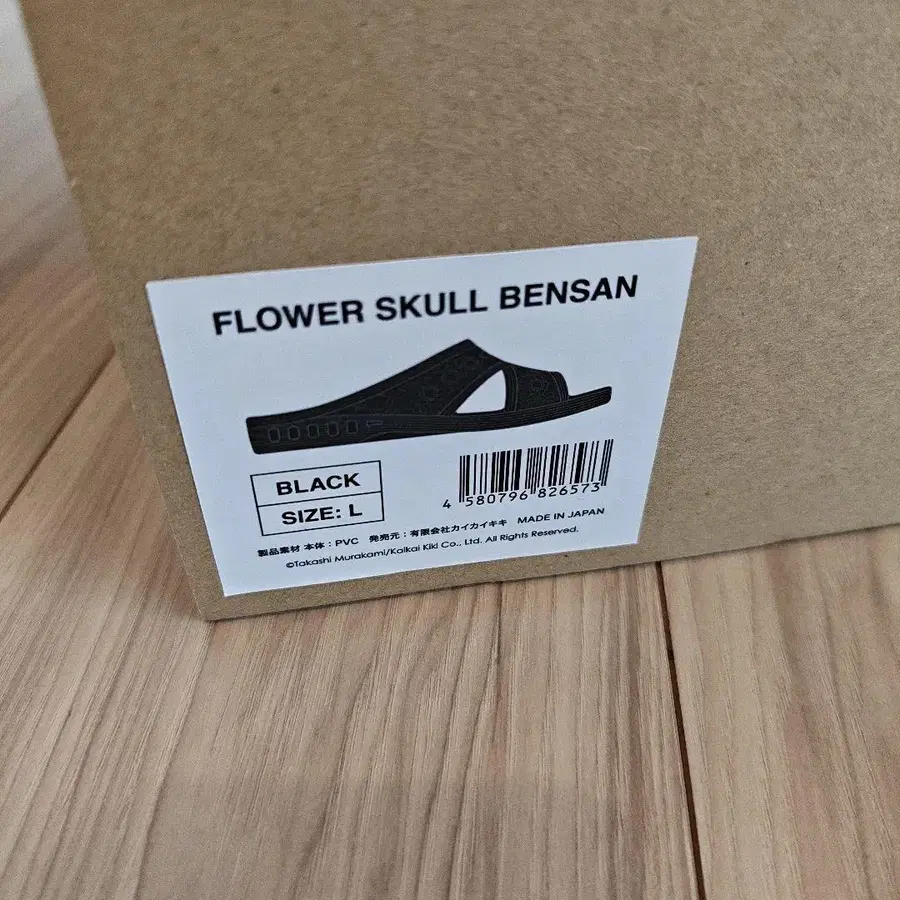 FLOWER SKULL BENSAN
BLACK
SIZE: L
4 580796 826573
製品素材 本体：PVC 発売元：有限会社カイカイキキ MADE IN JAPAN
©Takashi Murakami/Kaikai Kiki Co., Ltd. All Rights Reserved.